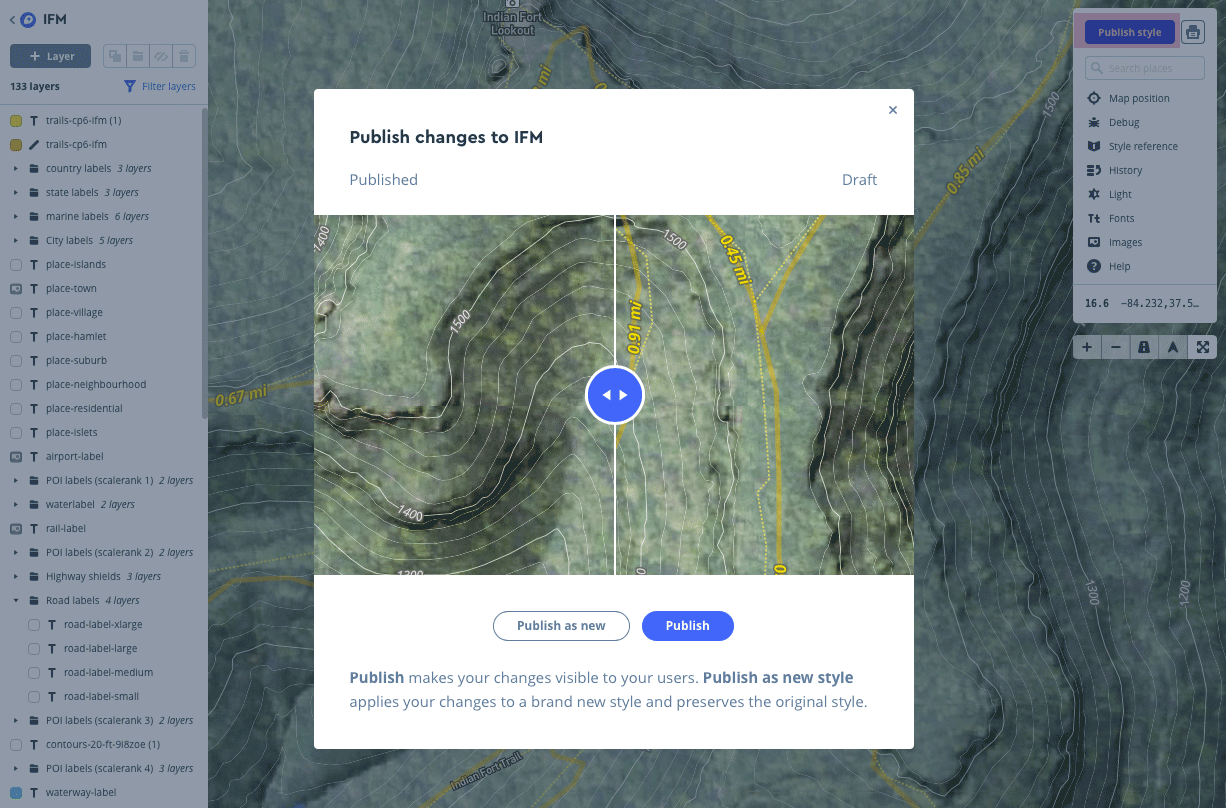 IFM
+ Layer
133 layers
Filter layers
trails-cp6-ifm (1)
trails-cp6-ifm
country labels 3 layers
state labels 3 layers
marine labels 6 layers
City labels 5 layers
place-islands
place-town
place-village
place-hamlet
place-suburb
place-neighbourhood
place-residential
place-islets
airport-label
POI labels (scalerank 1) 2 layers
waterlabel 2 layers
rail-label
POI labels (scalerank 2) 2 layers
Highway shields 3 layers
Road labels 4 layers
road-label-xlarge
road-label-large
road-label-medium
road-label-small
POI labels (scalerank 3) 2 layers
contours-20-ft-9i8zoe (1)
POI labels (scalerank 4) 3 layers
waterway-label
Indian Fort
Lookout
0.67 mi
Publish changes to IFM
Published
Draft
1400
1500
1500
0.45 mi
0.91 mi
1400
1300
Publish as new
Publish
Publish makes your changes visible to your users. Publish as new style
applies your changes to a brand new style and preserves the original style.
Indian Fort Trail
0.85 mi
1500
1300
1200
Publish style
Search places
Map position
Debug
Style reference
History
Light
Fonts
Images
Help
16.6 −84.232,37.5…